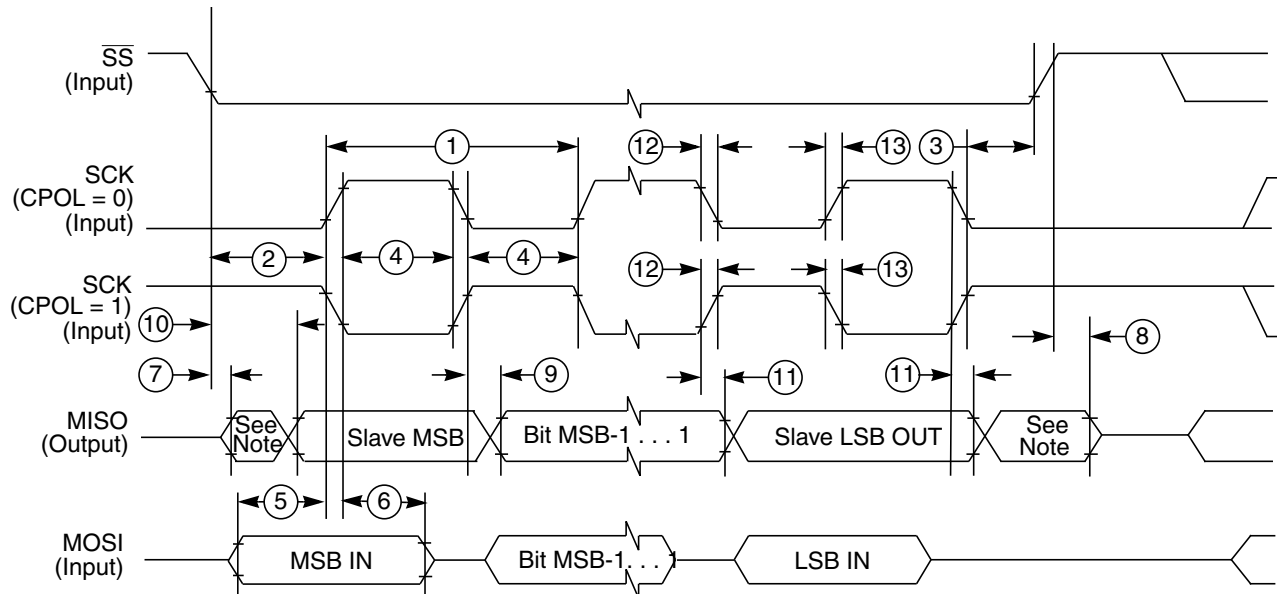 SS
(Input)
1
12
13
3
SCK
(CPOL = 0)
(Input)
2
4
4
12
13
SCK
(CPOL = 1)
(Input)
10
8
7
9
11
11
MISO
(Output)
See
Note
Slave MSB
Bit MSB-1 . . . 1
Slave LSB OUT
See
Note
5
6
MOSI
(Input)
MSB IN
Bit MSB-1. . . 1
LSB IN